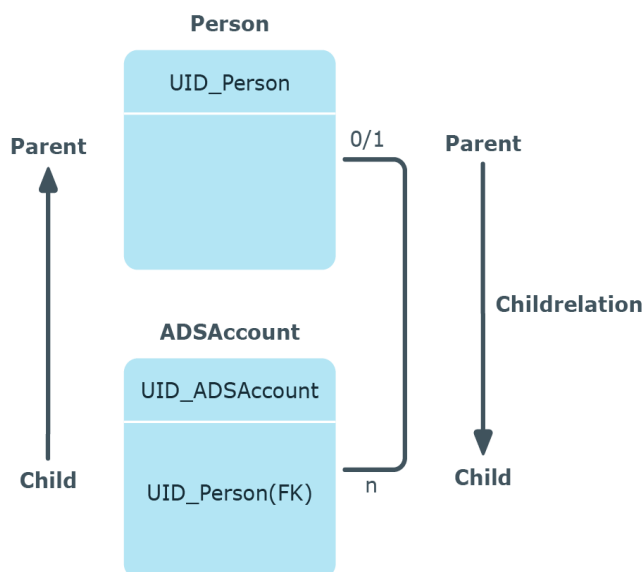 Person
UID_Person
0/1
Parent
Parent
Childrelation
ADSAccount
UID_ADSAccount
Child
UID_Person(FK)
n
Child